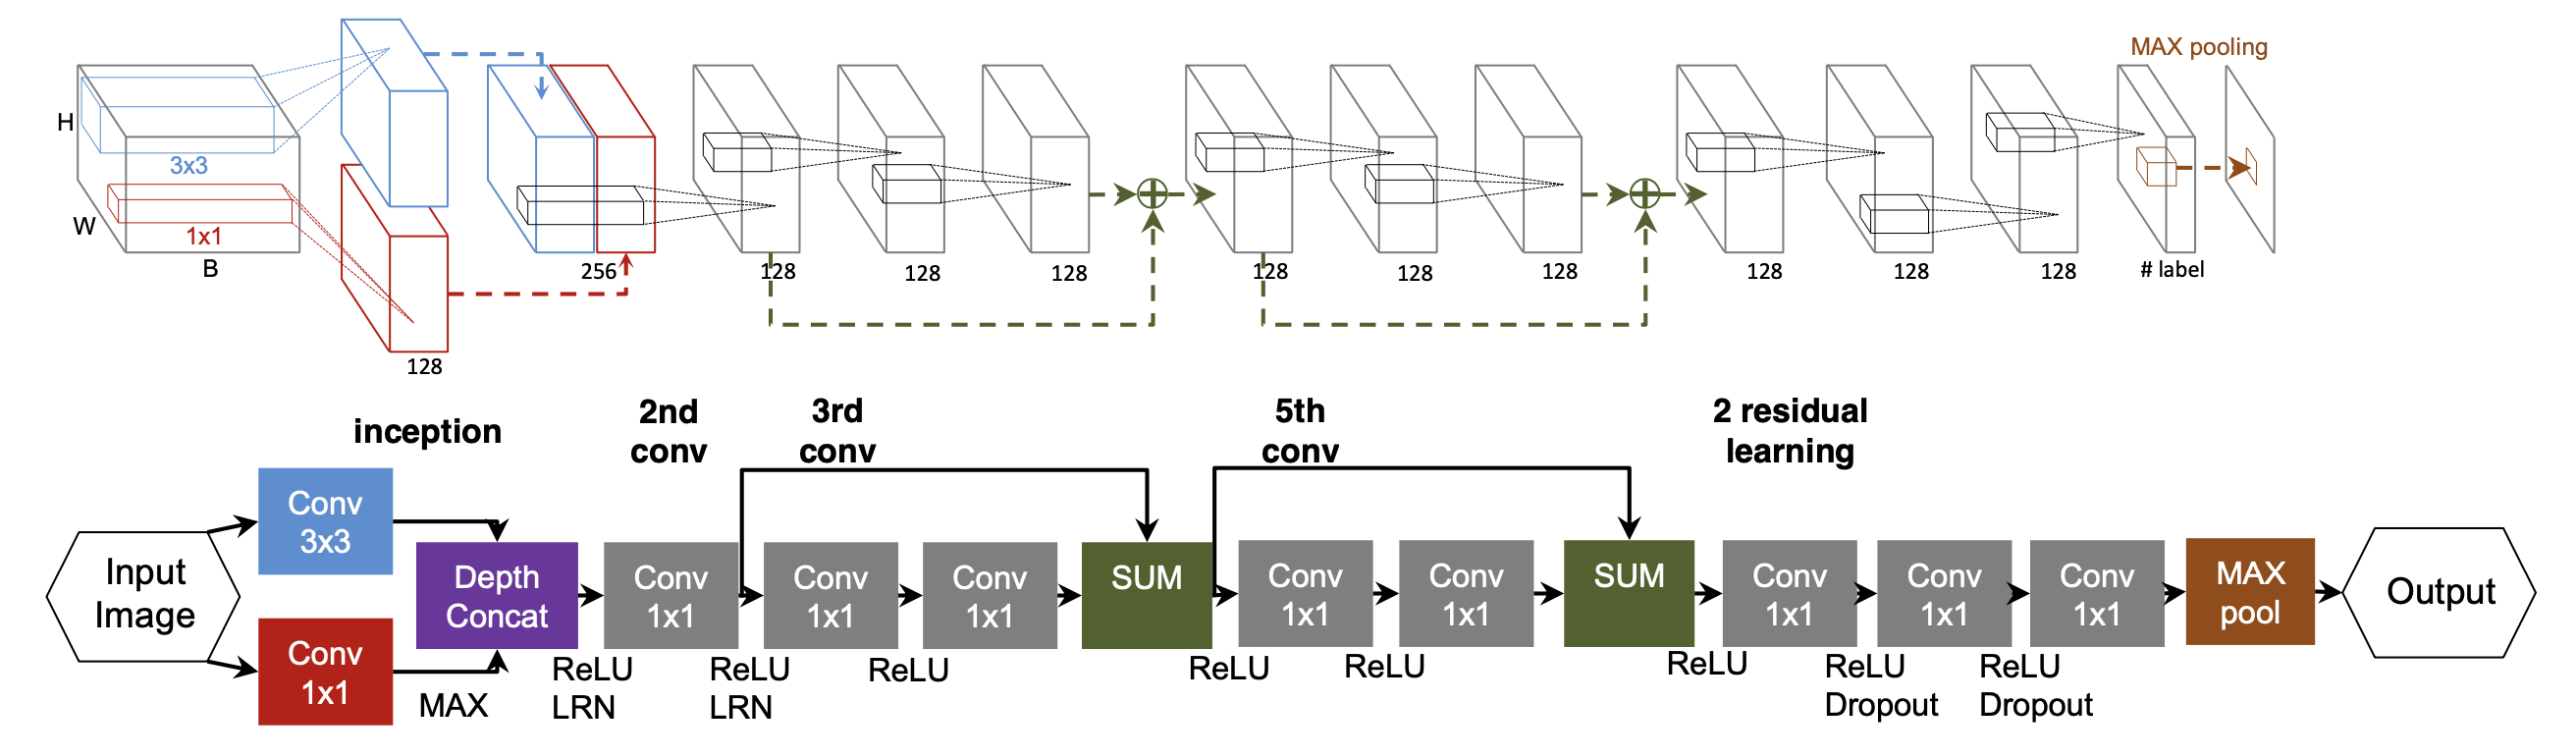 MAX pooling
H
3x3
W
1x1
B
256
128
128
128
128
128
128
128
128
128
# label
128
inception
2nd
conv
3rd
conv
5th
conv
2 residual
learning
Input
Image
Conv
3x3
Conv
1x1
Depth
Concat
Conv
1x1
Conv
1x1
Conv
1x1
SUM
Conv
1x1
Conv
1x1
SUM
Conv
1x1
Conv
1x1
Conv
1x1
MAX
pool
Output
MAX
ReLU
LRN
ReLU
LRN
ReLU
ReLU
ReLU
ReLU
ReLU
Dropout
ReLU
Dropout